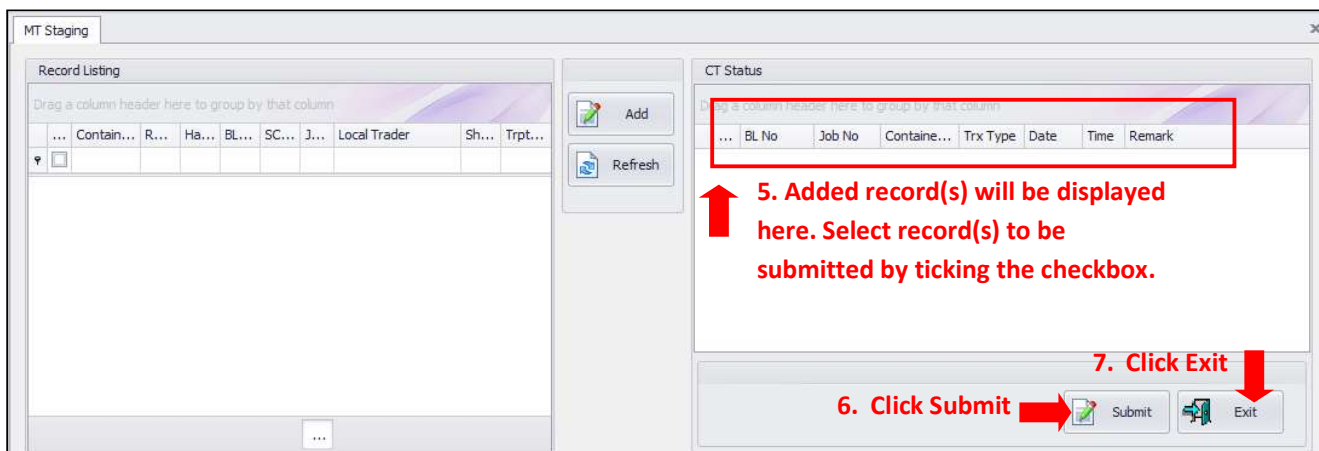 MT Staging
Record Listing
Drag a column header here to group by that column
... Contain... R... Ha... BL... SC... J... Local Trader Sh... Trpt...
...
Add
Refresh
CT Status
Drag a column header here to group by that column
... BL No Job No Containe... Trx Type Date Time Remark
5. Added record(s) will be displayed
here. Select record(s) to be
submitted by ticking the checkbox.
7. Click Exit
6. Click Submit
Submit
Exit